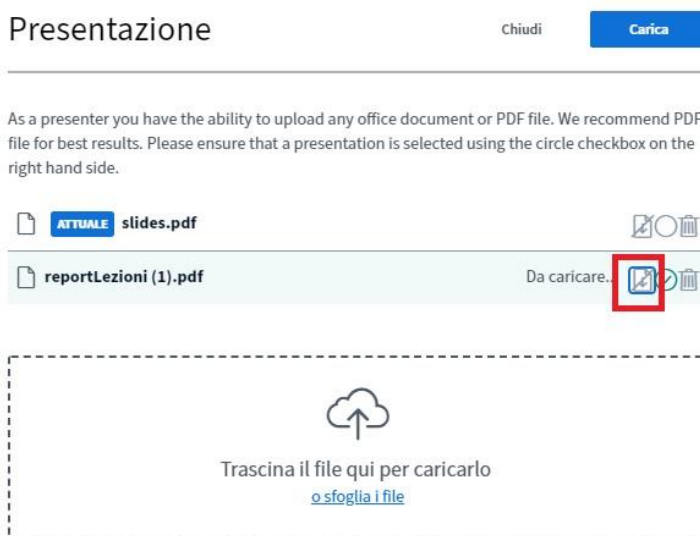 Presentazione
Chiudi
Carica
As a presenter you have the ability to upload any office document or PDF file. We recommend PDF
file for best results. Please ensure that a presentation is selected using the circle checkbox on the
right hand side.
ATTUALE slides.pdf
reportLezioni (1).pdf
Da caricare..
Trascina il file qui per caricarlo
o sfoglia i file